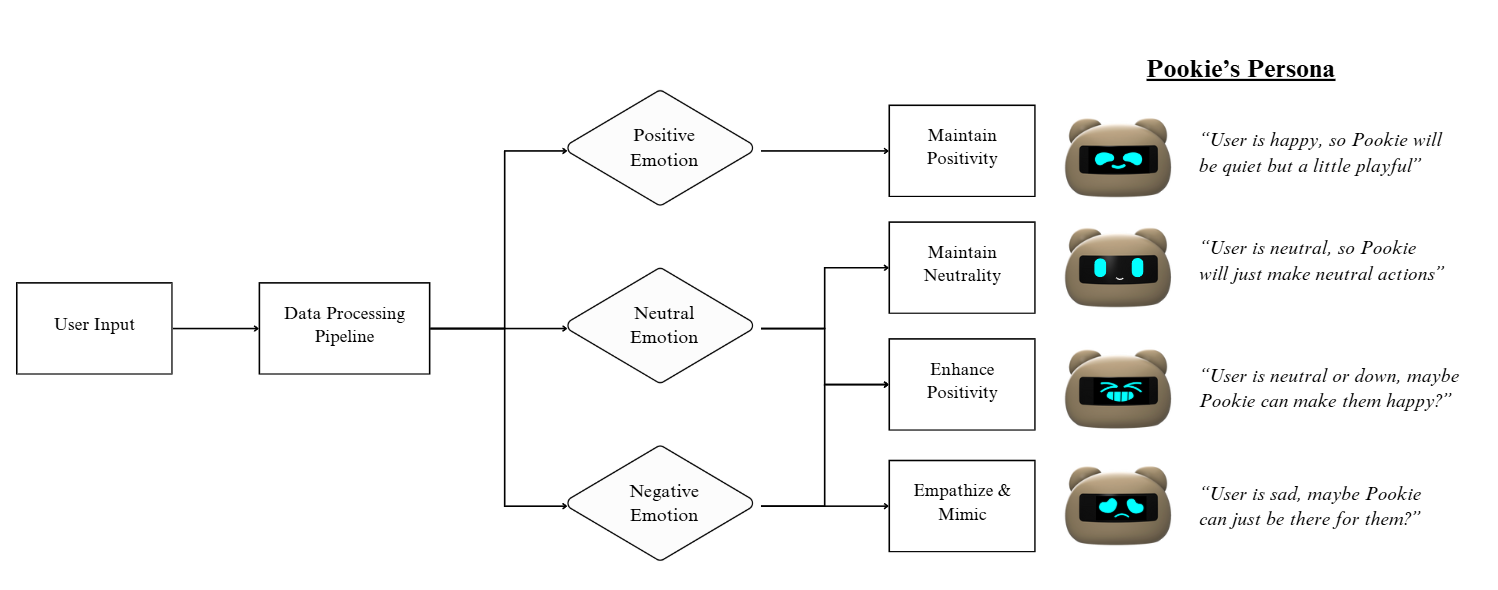 Pookie’s Persona
User Input
Data Processing
Pipeline
Positive
Emotion
Neutral
Emotion
Negative
Emotion
Maintain
Positivity
“User is happy, so Pookie will
be quiet but a little playful”
Maintain
Neutrality
“User is neutral, so Pookie
will just make neutral actions”
Enhance
Positivity
“User is neutral or down, maybe
Pookie can make them happy?”
Empathize &
Mimic
“User is sad, maybe Pookie
can just be there for them?”